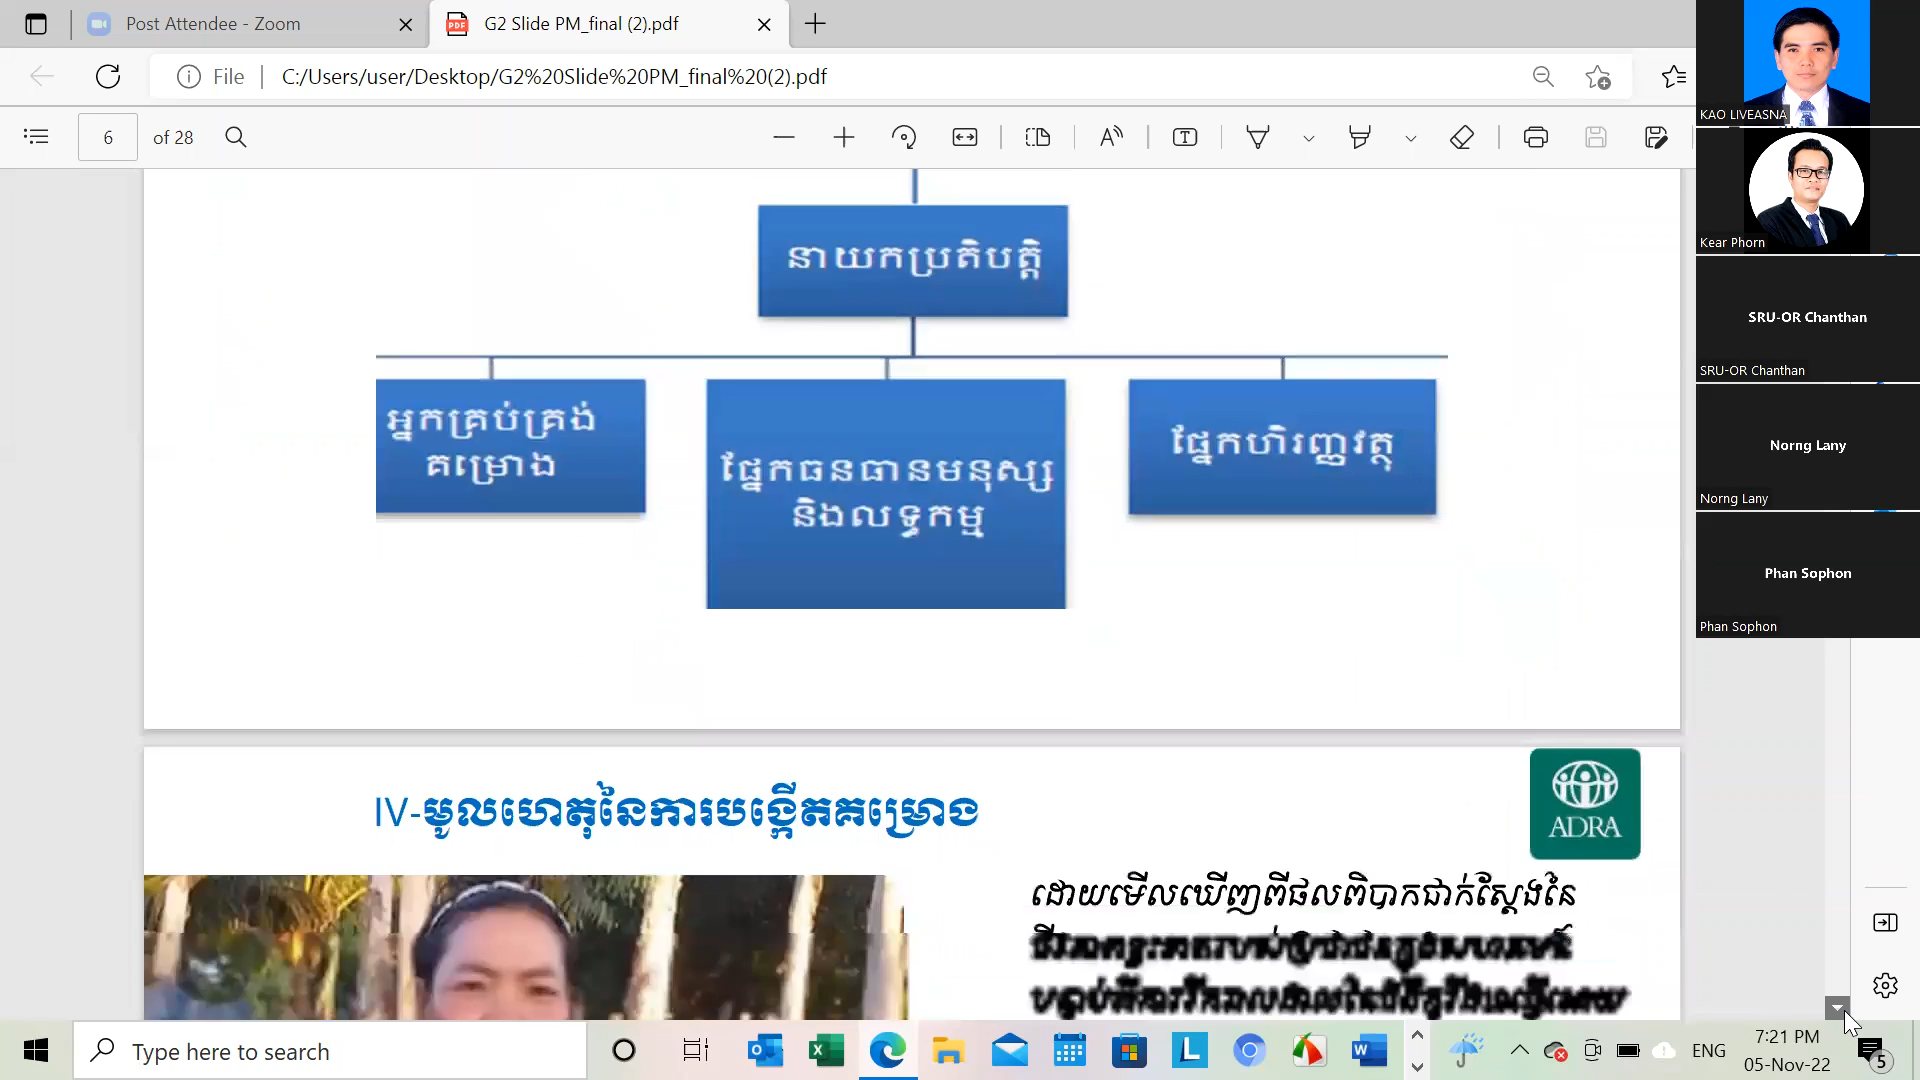 Post Attendee - Zoom
G2 Slide PM_final (2).pdf
File
C:/Users/user/Desktop/G2%20Slide%20PM_final%20(2).pdf
6
of 28
KAO LIVEASNA
Kear Phorn
SRU-OR Chanthan
SRU-OR Chanthan
Norng Lany
Norng Lany
Phan Sophon
Phan Sophon
នាយកប្រតិបត្តិ
អ្នកគ្រប់គ្រង់
គម្រោង
ផ្នែកធនធានមនុស្ស
និងលទ្ធកម្ម
ផ្នែកហិរញ្ញវត្ថុ
IV-មូលហេតុនៃការបង្កើតគម្រោង
ADRA
ដោយមើលឃើញពីផលពិបាកជាក់ស្តែងនៃ
Type here to search
ENG
7:21 PM
05-Nov-22
5